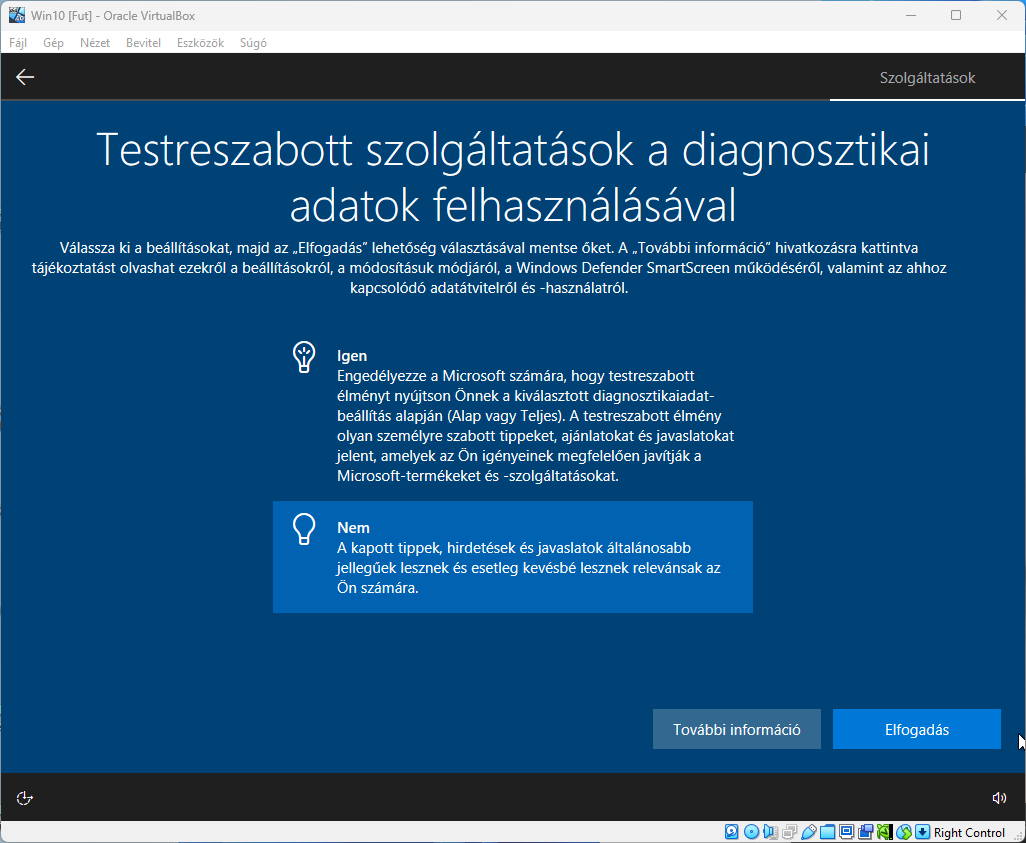 Win10 [Fut] - Oracle VirtualBox
Fájl Gép Nézet Bevitel Eszközök Súgó
Szolgáltatások
Testreszabott szolgáltatások a diagnosztikai
adatok felhasználásával
Válassza ki a beállításokat, majd az „Elfogadás” lehetőség választásával mentse őket. A „További információ” hivatkozásra kattintva
tájékoztatást olvashat ezekről a beállításokról, a módosításuk módjáról, a Windows Defender SmartScreen működéséről, valamint az ahhoz
kapcsolódó adatátvitelről és -használatról.
Igen
Engedélyezze a Microsoft számára, hogy testreszabott
élményt nyújtson Önnek a kiválasztott diagnosztikaiadat-
beállítás alapján (Alap vagy Teljes). A testreszabott élmény
olyan személyre szabott tippeket, ajánlatokat és javaslatokat
jelent, amelyek az Ön igényeinek megfelelően javítják a
Microsoft-termékeket és -szolgáltatásokat.
Nem
A kapott tippek, hirdetések és javaslatok általánosabb
jellegűek lesznek és esetleg kevésbé lesznek relevánsak az
Ön számára.
További információ
Elfogadás
Right Control